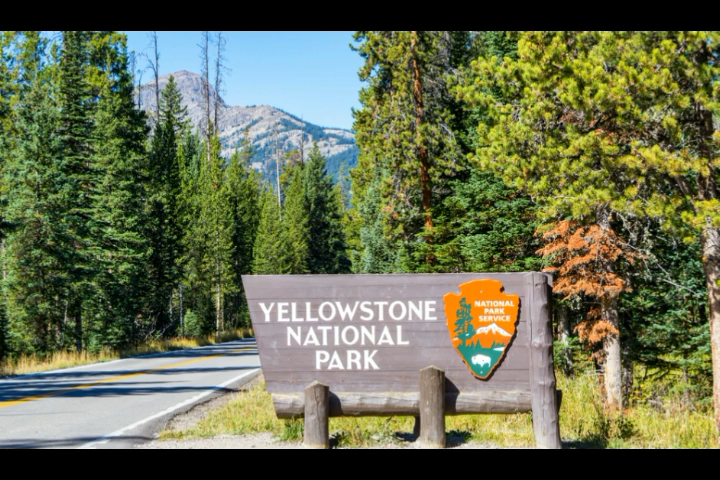 YELLOWSTONE
NATIONAL
PARK
NATIONAL
PARK
SERVICE